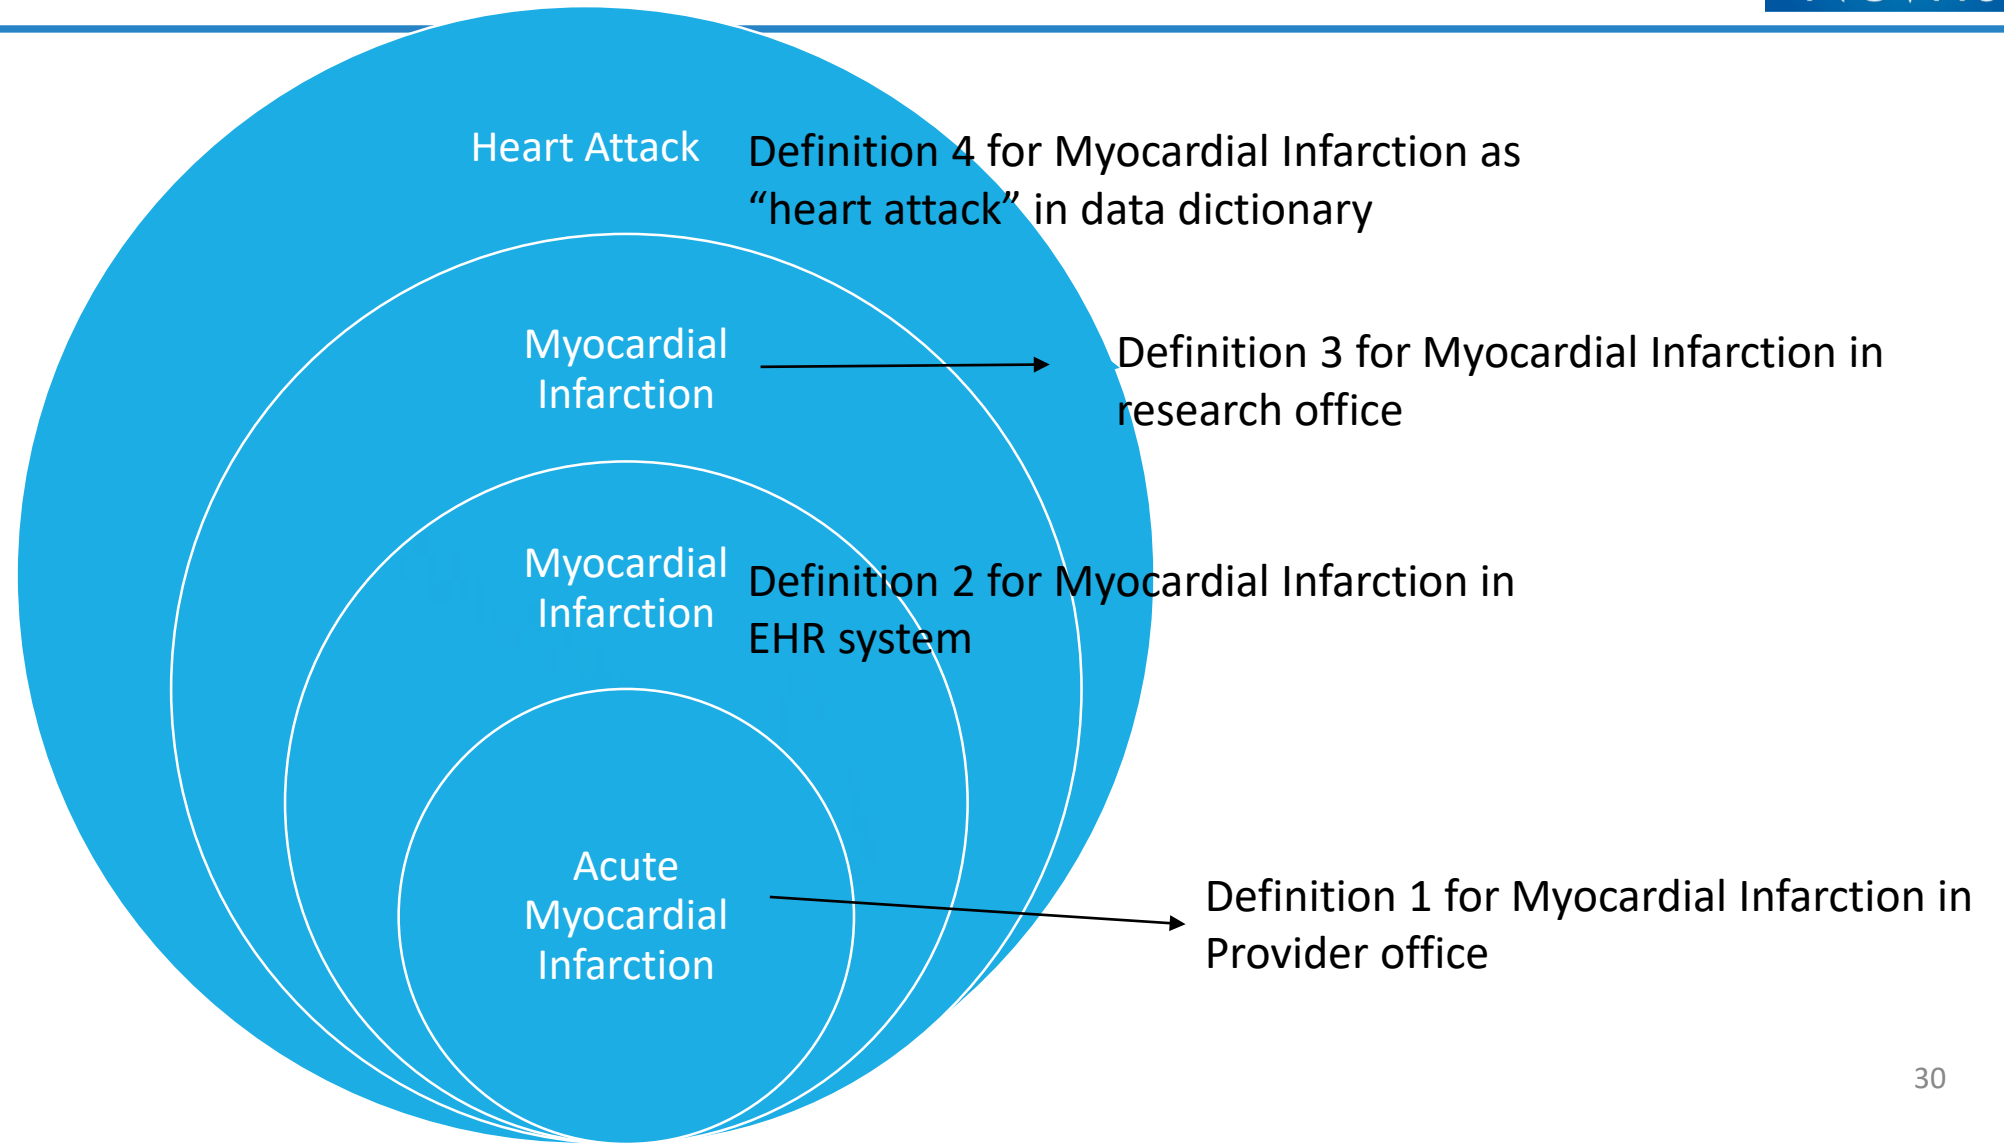 Heart Attack
Definition 4 for Myocardial Infarction as
“heart attack” in data dictionary
Myocardial
Infarction
Definition 3 for Myocardial Infarction in
research office
Myocardial
Infarction
Definition 2 for Myocardial Infarction in
EHR system
Acute
Myocardial
Infarction
Definition 1 for Myocardial Infarction in
Provider office
30